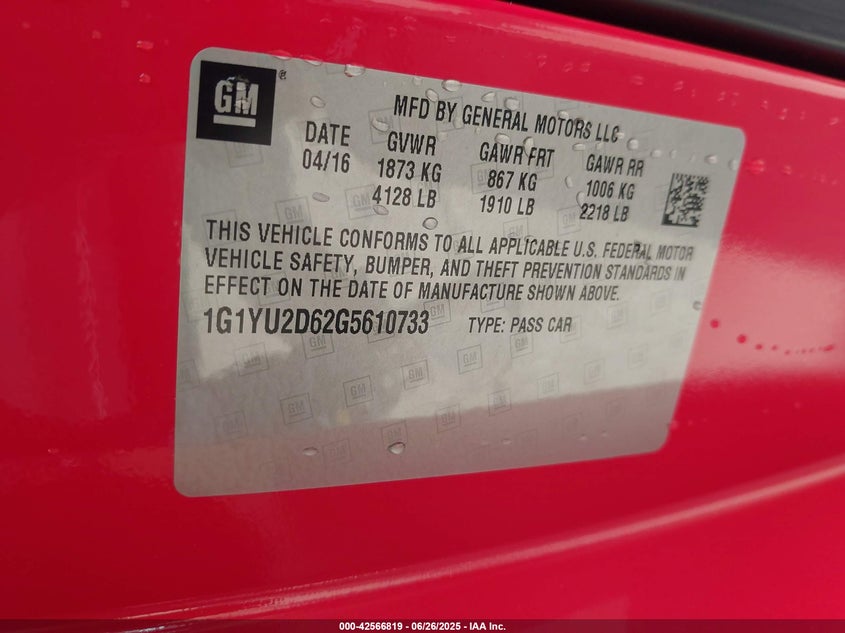 GM ®
MFD BY GENERAL MOTORS LLC
DATE GVWR GAWR FRT GAWR RR
04/16 1873 KG 867 KG 1006 KG
4128 LB 1910 LB 2218 LB
THIS VEHICLE CONFORMS TO ALL APPLICABLE U.S. FEDERAL MOTOR
VEHICLE SAFETY, BUMPER, AND THEFT PREVENTION STANDARDS IN
EFFECT ON THE DATE OF MANUFACTURE SHOWN ABOVE.
1G1YU2D62G5610733 TYPE: PASS CAR
000-42566819 - 06/26/2025 - IAA Inc.